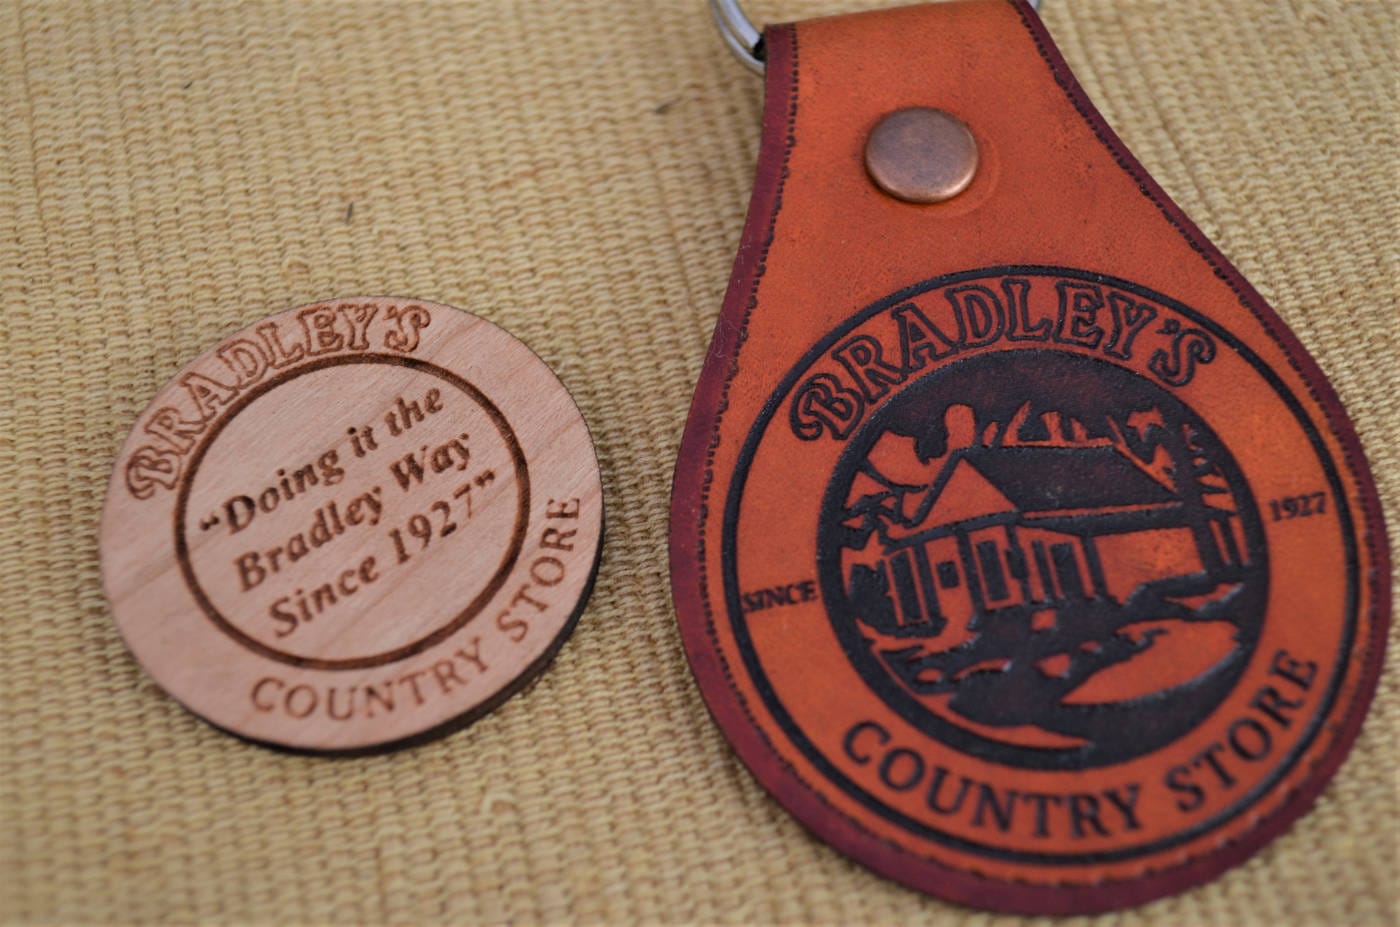 BRADLEY'S
"Doing it the
Bradley Way
Since 1927"
COUNTRY STORE
BRADLEY'S
SINCE
1927
COUNTRY STORE